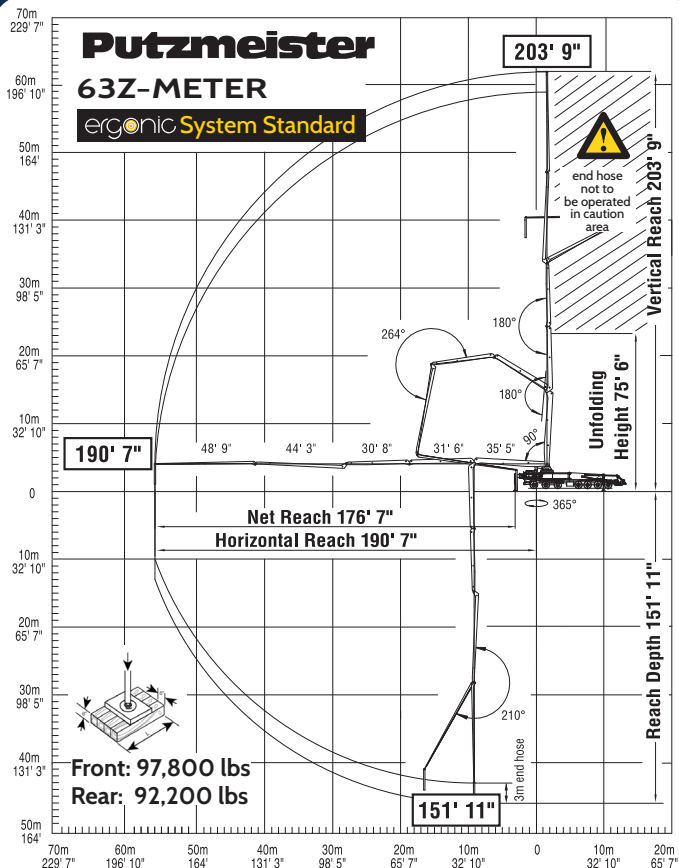 Putzmeister
63Z-METER
ergonic System Standard
203' 9"
end hose
not to
be operated
in caution
area
Vertical Reach 203' 9"
Unfolding
Height 75' 6"
70m
229' 7"
60m
196' 10"
50m
164'
40m
131' 3"
30m
98' 5"
20m
65' 7"
10m
32' 10"
0
10m
32' 10"
20m
65' 7"
30m
98' 5"
40m
131' 3"
50m
164'
264°
180°
180°
90°
190' 7"
48' 9"
44' 3"
30' 8"
31' 6"
35' 5"
365°
Net Reach 176' 7"
Horizontal Reach 190' 7"
Reach Depth 151' 11"
210°
3m end hose
151' 11"
Front: 97,800 lbs
Rear: 92,200 lbs
70m
229' 7"
60m
196' 10"
50m
164'
40m
131' 3"
30m
98' 5"
20m
65' 7"
10m
32' 10"
0
10m
32' 10"
20m
65' 7"